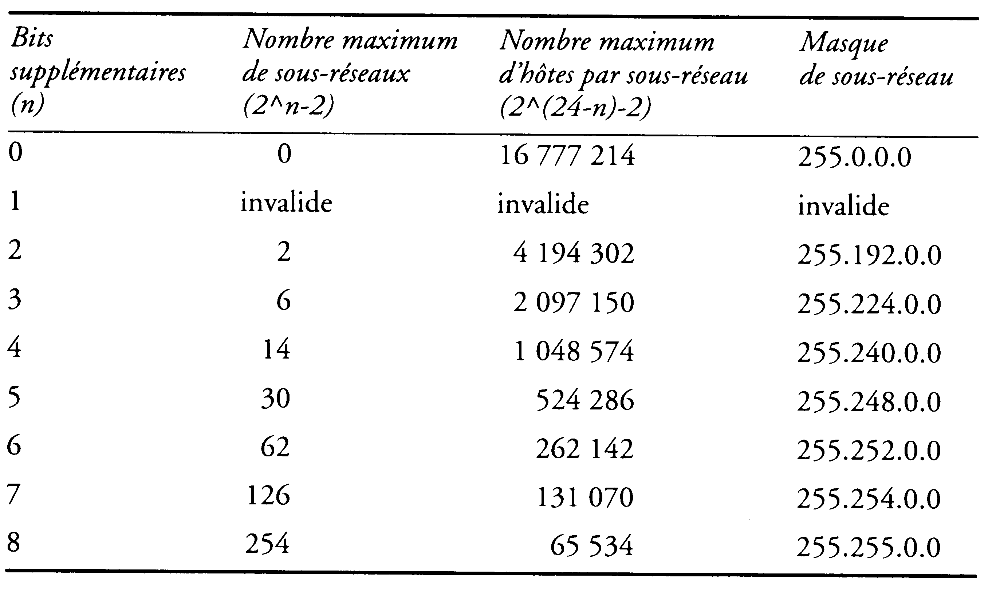 Bits Nombre maximum Nombre maximum Masque
supplémentaires de sous-réseaux d'hôtes par sous-réseau de sous-réseau
(n) (2^n-2) (2^(24-n)-2)
0 0 16 777 214 255.0.0.0
1 invalide invalide invalide
2 2 4 194 302 255.192.0.0
3 6 2 097 150 255.224.0.0
4 14 1 048 574 255.240.0.0
5 30 524 286 255.248.0.0
6 62 262 142 255.252.0.0
7 126 131 070 255.254.0.0
8 254 65 534 255.255.0.0